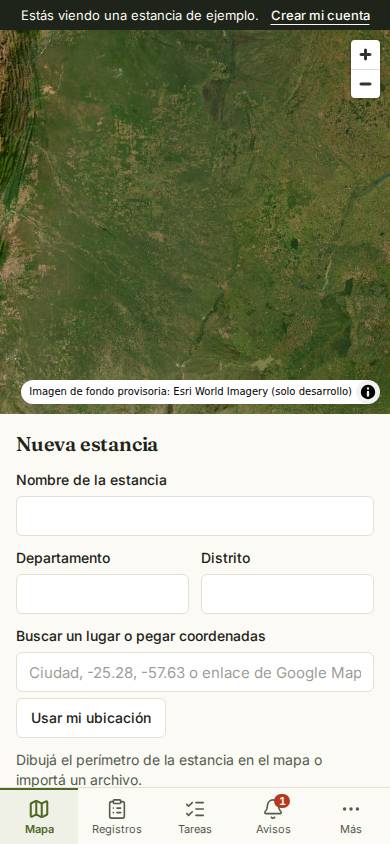 Estás viendo una estancia de ejemplo. Crear mi cuenta
+
−
Imagen de fondo provisoria: Esri World Imagery (solo desarrollo)
Nueva estancia
Nombre de la estancia
Departamento Distrito
Buscar un lugar o pegar coordenadas
Ciudad, -25.28, -57.63 o enlace de Google Map
Usar mi ubicación
Dibujá el perímetro de la estancia en el mapa o
importá un archivo.
1
Mapa Registros Tareas Avisos Más